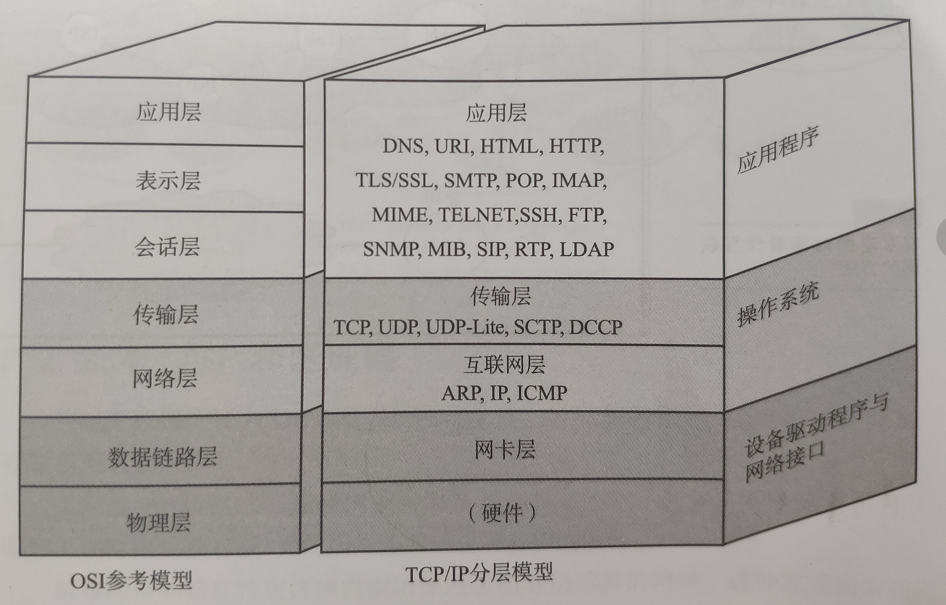 应用层
表示层
会话层
传输层
网络层
数据链路层
物理层
OSI参考模型
应用层
DNS, URI, HTML, HTTP,
TLS/SSL, SMTP, POP, IMAP,
MIME, TELNET,SSH, FTP,
SNMP, MIB, SIP, RTP, LDAP
传输层
TCP, UDP, UDP-Lite, SCTP, DCCP
互联网层
ARP, IP, ICMP
网卡层
（硬件）
TCP/IP分层模型
应用程序
操作系统
设备驱动程序与
网络接口